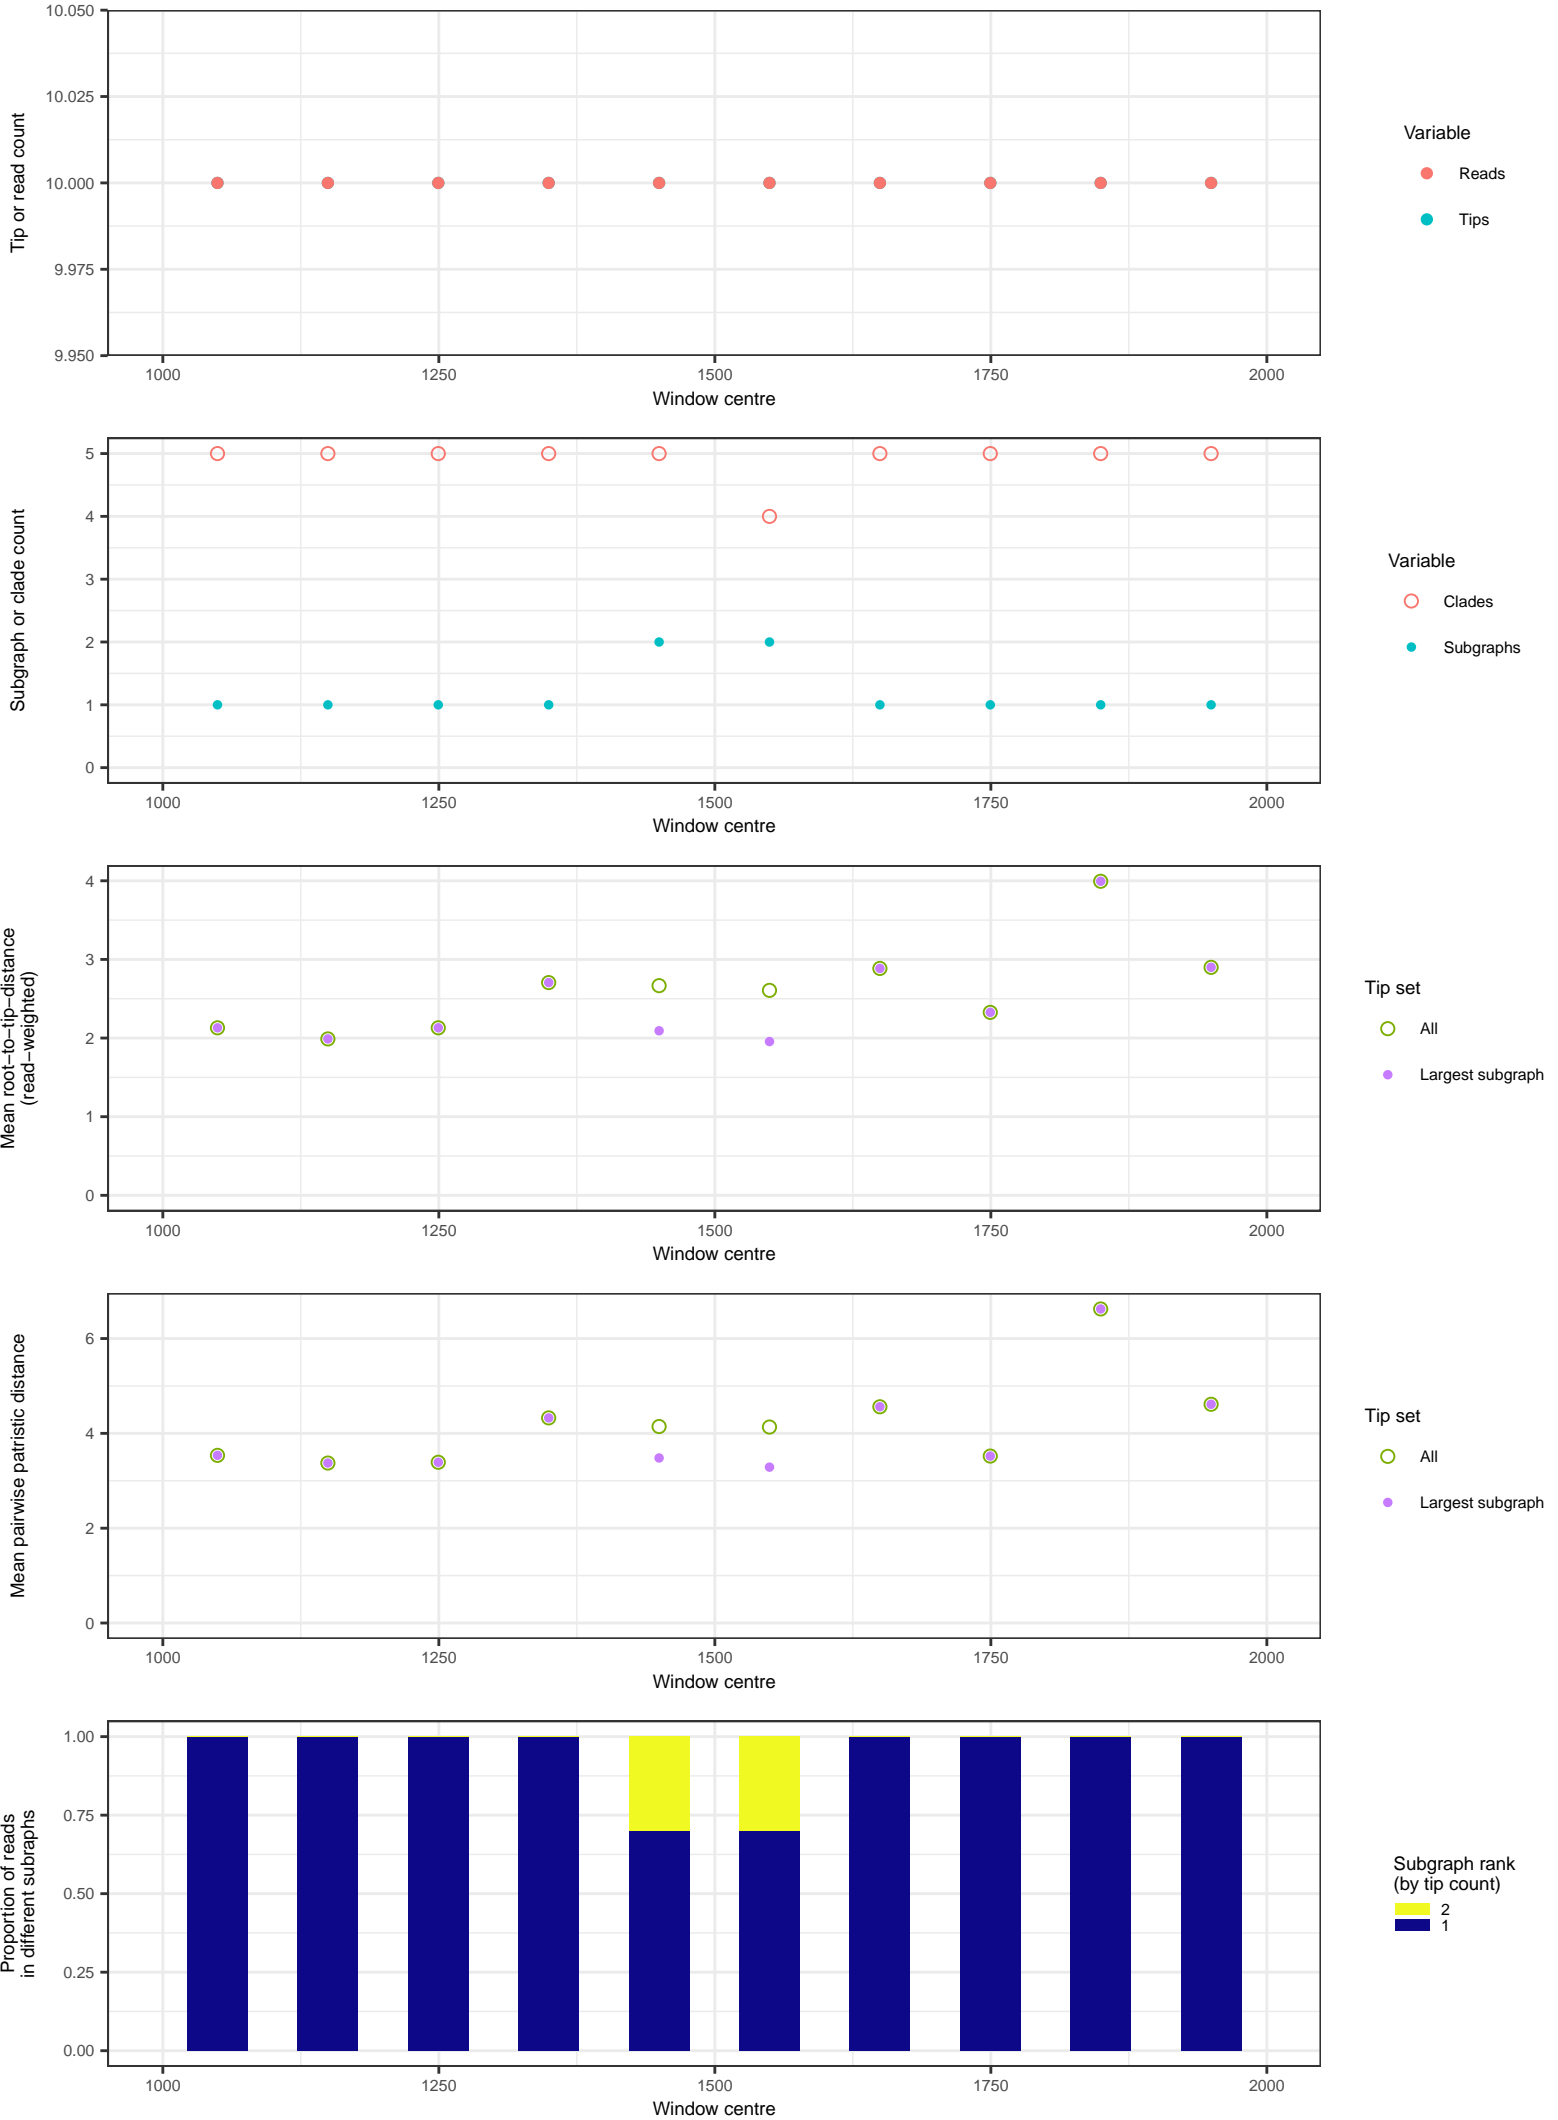 10.050
10.025
10.000
9.975
9.950
Tip or read count
1000 1250 1500 1750 2000
Window centre
Variable
Reads
Tips
5
4
3
2
1
0
Subgraph or clade count
1000 1250 1500 1750 2000
Window centre
Variable
Clades
Subgraphs
4
3
2
1
0
Mean root−to−tip−distance
(read−weighted)
1000 1250 1500 1750 2000
Window centre
Tip set
All
Largest subgraph
6
4
2
0
Mean pairwise patristic distance
1000 1250 1500 1750 2000
Window centre
Tip set
All
Largest subgraph
1.00
0.75
0.50
0.25
0.00
Proportion of reads
in different subraphs
1000 1250 1500 1750 2000
Window centre
Subgraph rank
(by tip count)
2
1